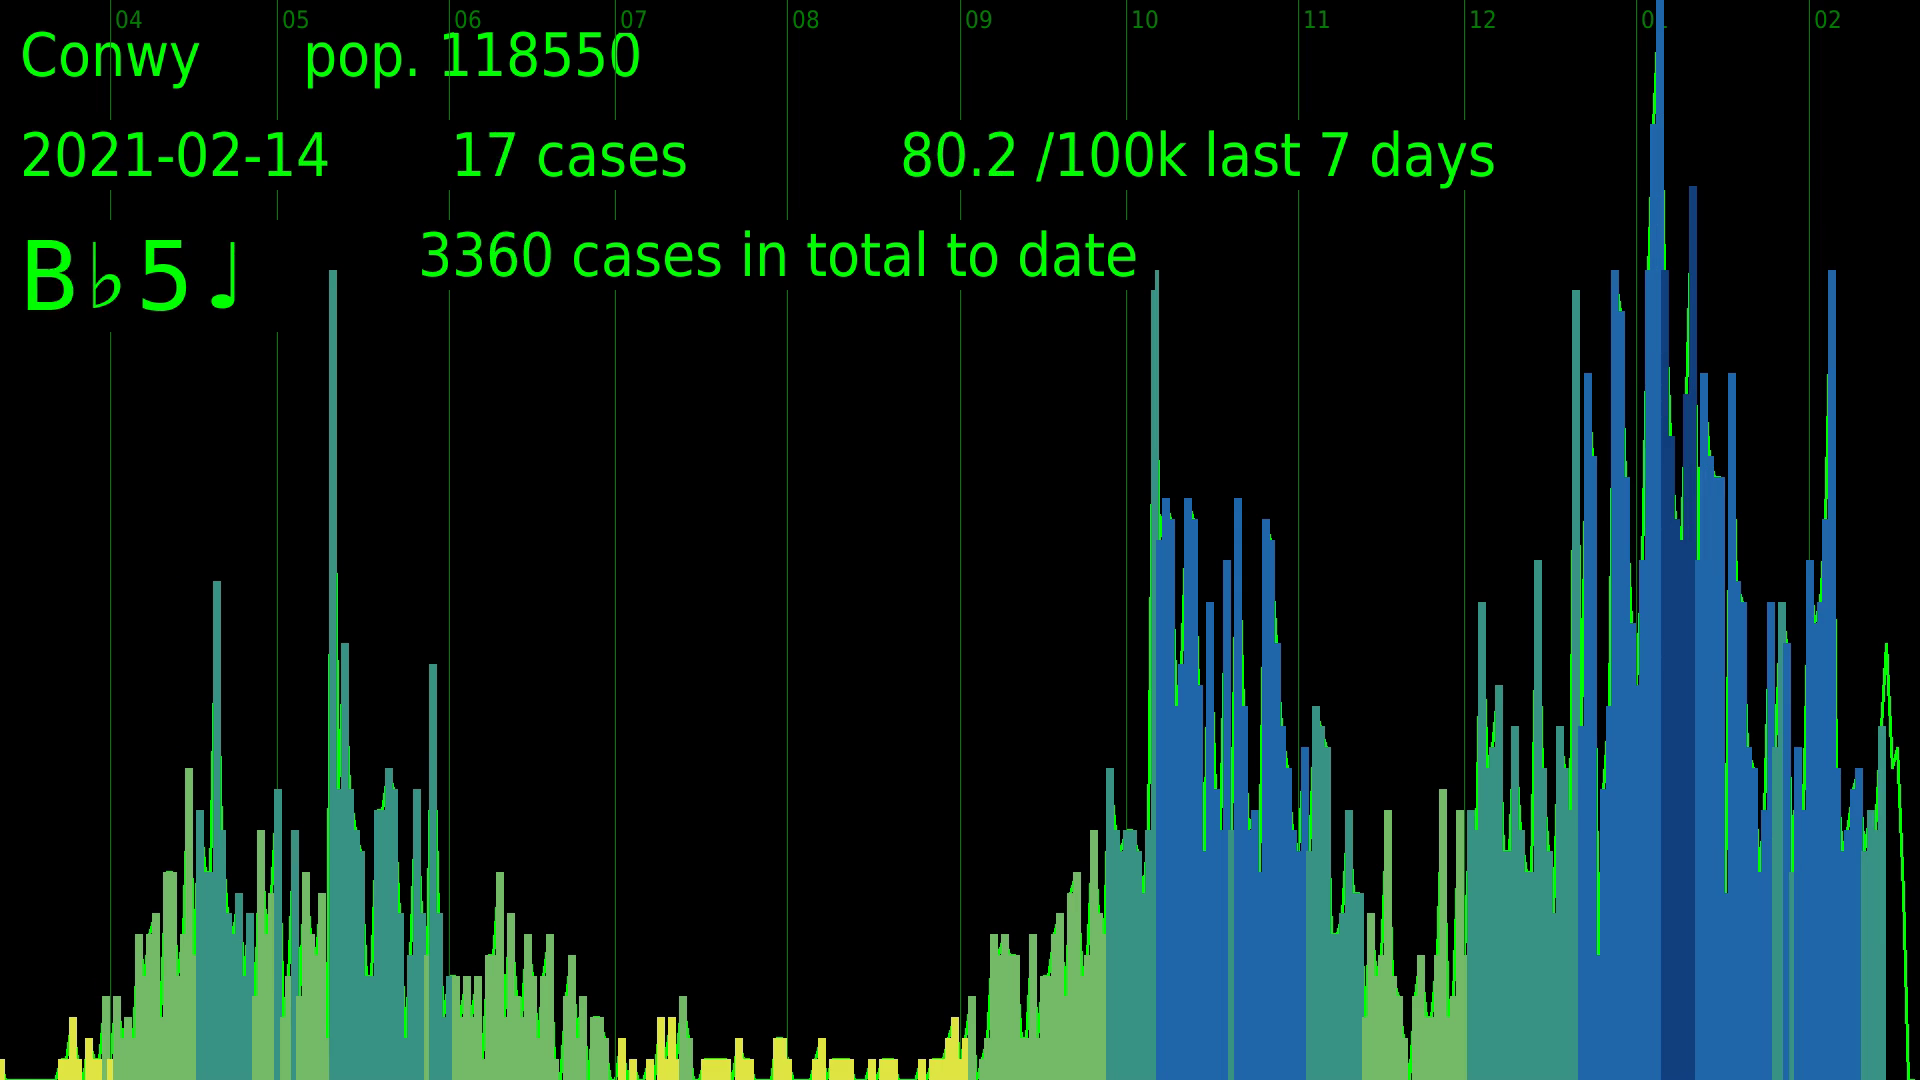 04 05 06 07 08 09 10 11 12 01 02
Conwy pop. 118550
2021-02-14 17 cases 80.2 /100k last 7 days
B♭5♩ 3360 cases in total to date